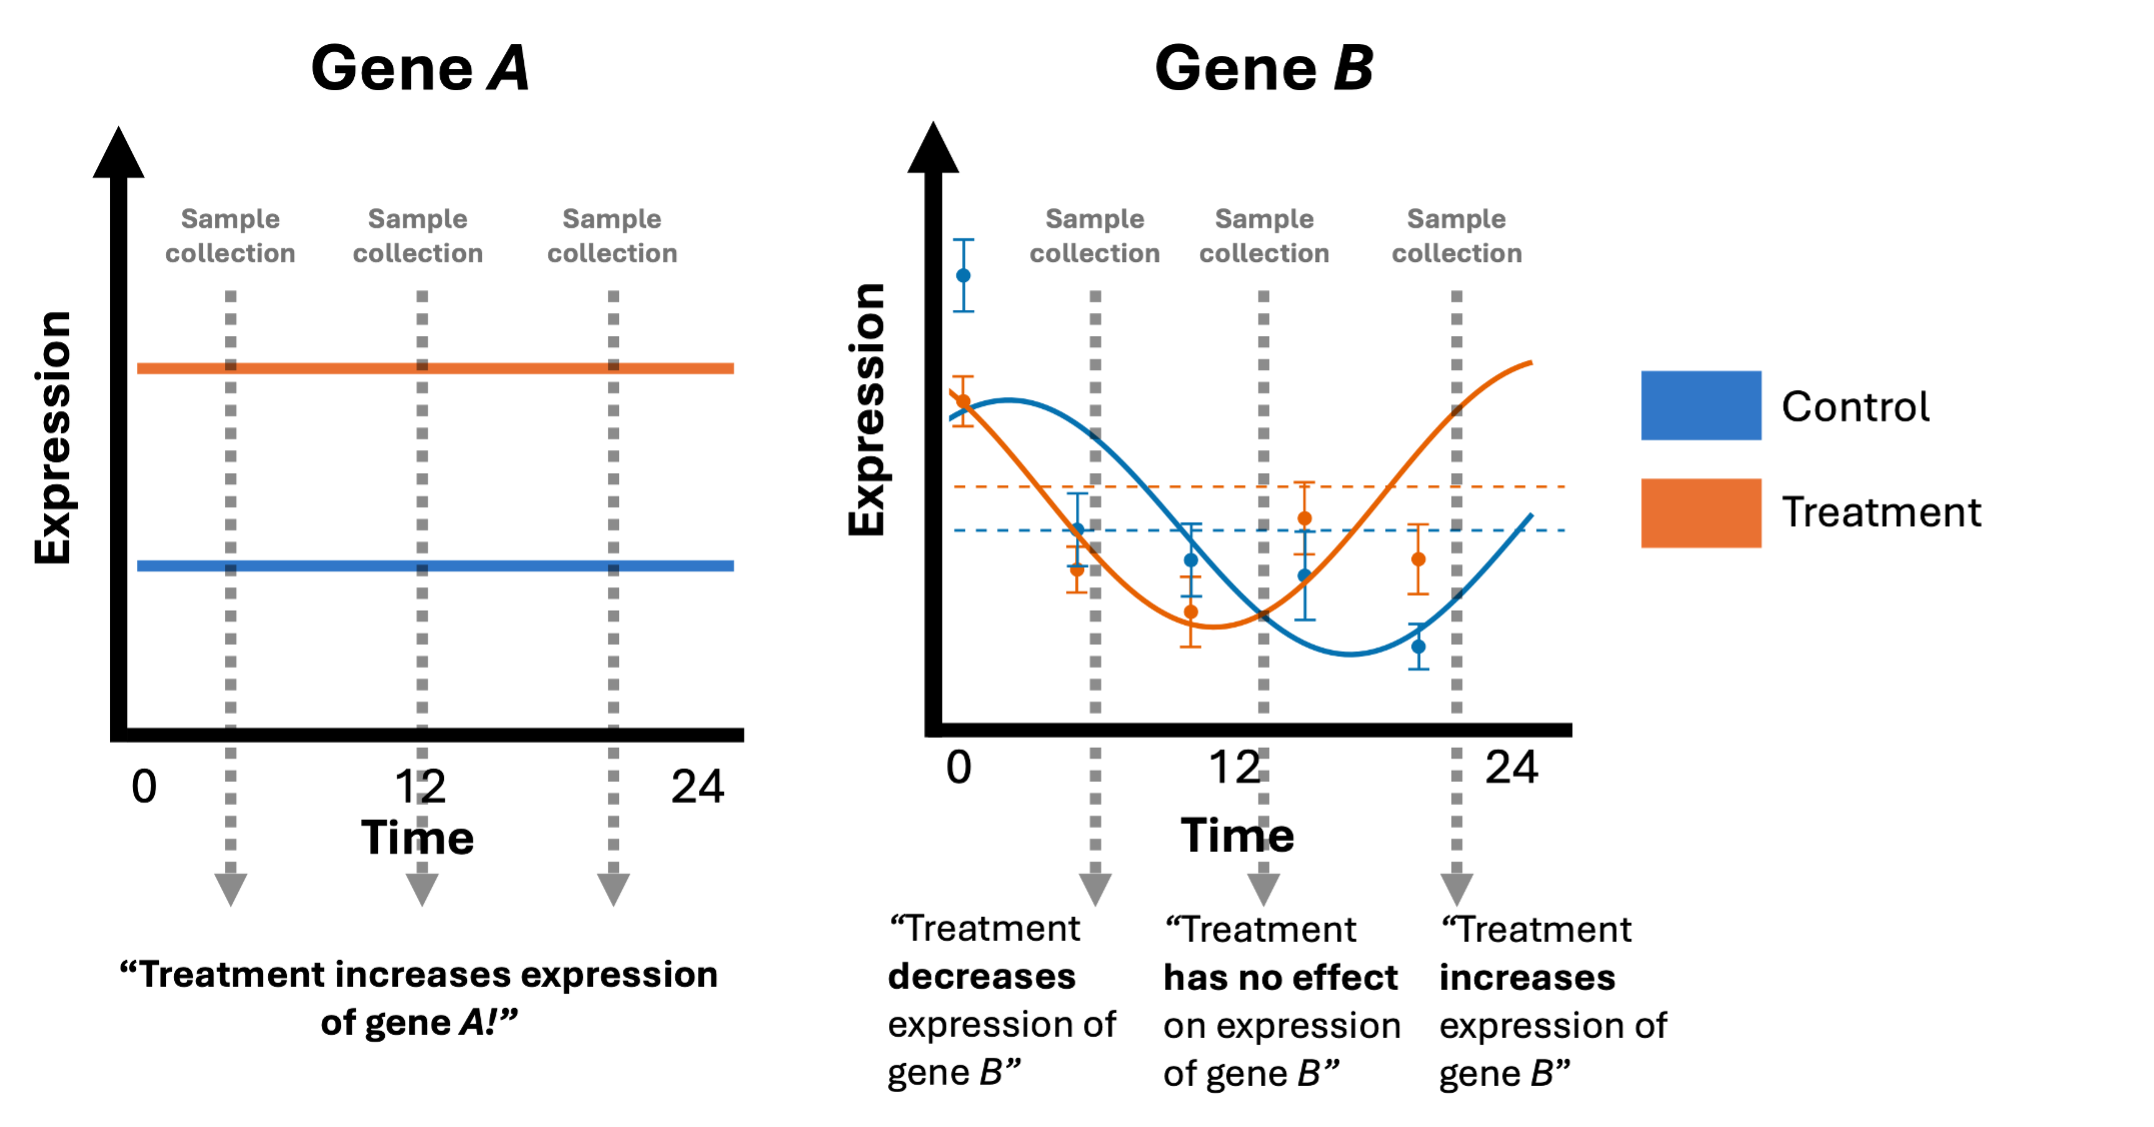 Gene A
Expression
Sample
collection
Sample
collection
Sample
collection
0
12
24
Time
“Treatment increases expression
of gene A!”
Gene B
Expression
Sample
collection
Sample
collection
Sample
collection
0
12
24
Time
“Treatment
decreases
expression of
gene B”
“Treatment
has no effect
on expression
of gene B”
“Treatment
increases
expression of
gene B”
Control
Treatment